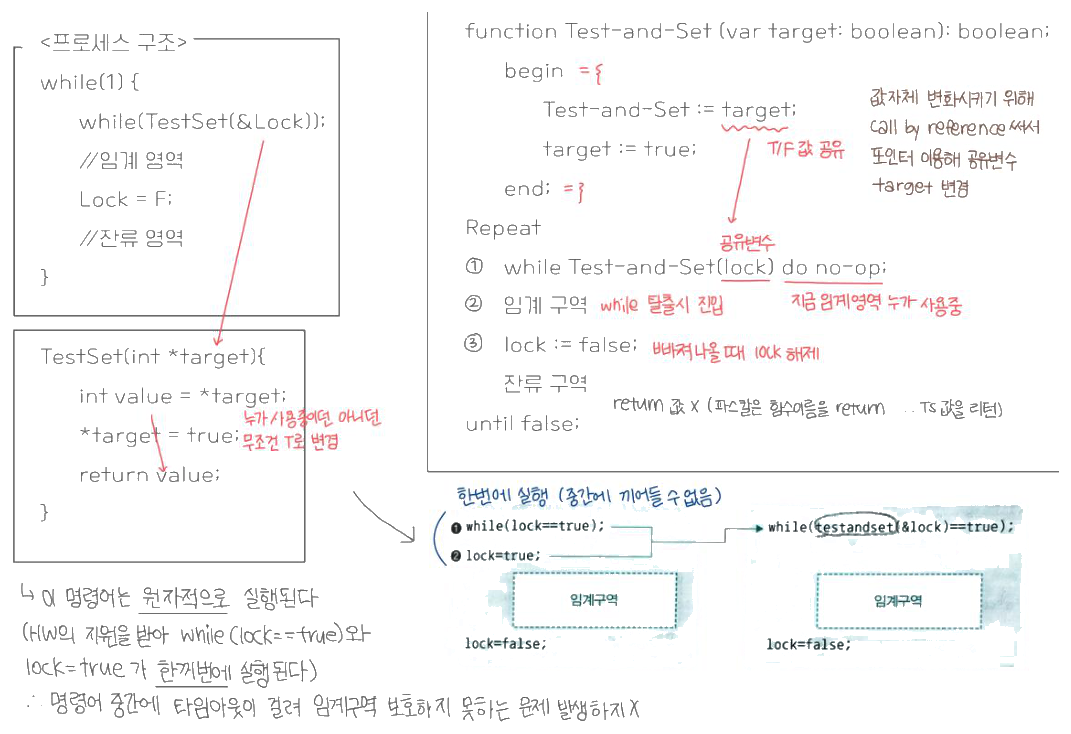 <프로세스 구조>
while(1) {
while(TestSet(&Lock));
//임계 영역
Lock = F;
//잔류 영역
}
TestSet(int *target){
int value = *target;
*target = true;
return value;
}
누가 사용중이던 아니던
무조건 T로 변경
↳ 이 명령어는 원자적으로 실행된다
(HW의 지원을 받아 while(lock==true)와
lock=true 가 한꺼번에 실행된다)
∴ 명령어 중간에 타임아웃이 걸려 임계구역 보호하지 못하는 문제 발생하지X
function Test-and-Set (var target: boolean): boolean;
begin = {
Test-and-Set := target;
target := true;
T/F 값 공유
end; = }
값자체 변화시키기 위해
call by reference 써서
포인터 이용해 공유변수
target 변경
Repeat
공유변수
① while Test-and-Set(lock) do no-op;
② 임계 구역 while 탈출시 진입 지금 임계영역 누가 사용중
③ lock := false; 빠져나올 때 lock 해제
잔류 구역
return 값 X (파스칼은 함수이름을 return .. TS 값을 리턴)
until false;
한번에 실행 (중간에 끼어들 수 없음)
❶ while(lock==true);
❷ lock=true;
임계구역
lock=false;
while(testandset(&lock)==true);
임계구역
lock=false;